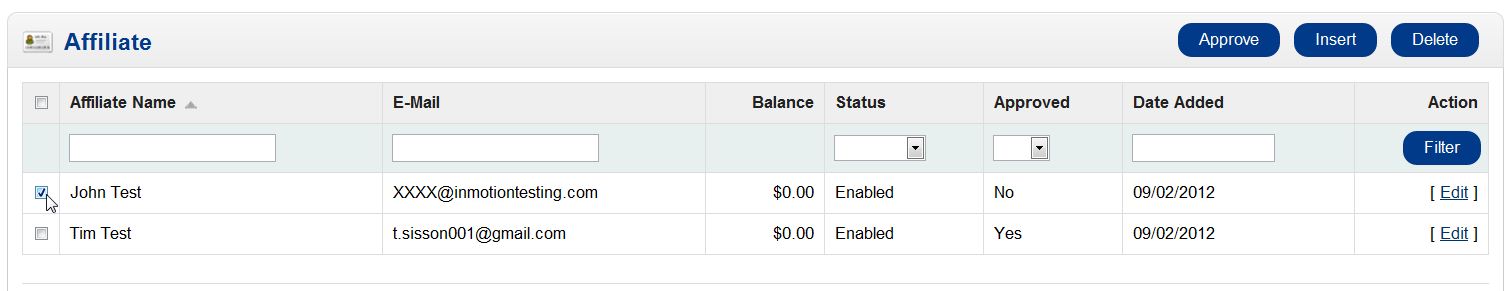 Affiliate Approve Insert Delete
Affiliate Name E-Mail Balance Status Approved Date Added Action
Filter
John Test XXXX@inmotiontesting.com $0.00 Enabled No 09/02/2012 [ Edit ]
Tim Test t.sisson001@gmail.com $0.00 Enabled Yes 09/02/2012 [ Edit ]